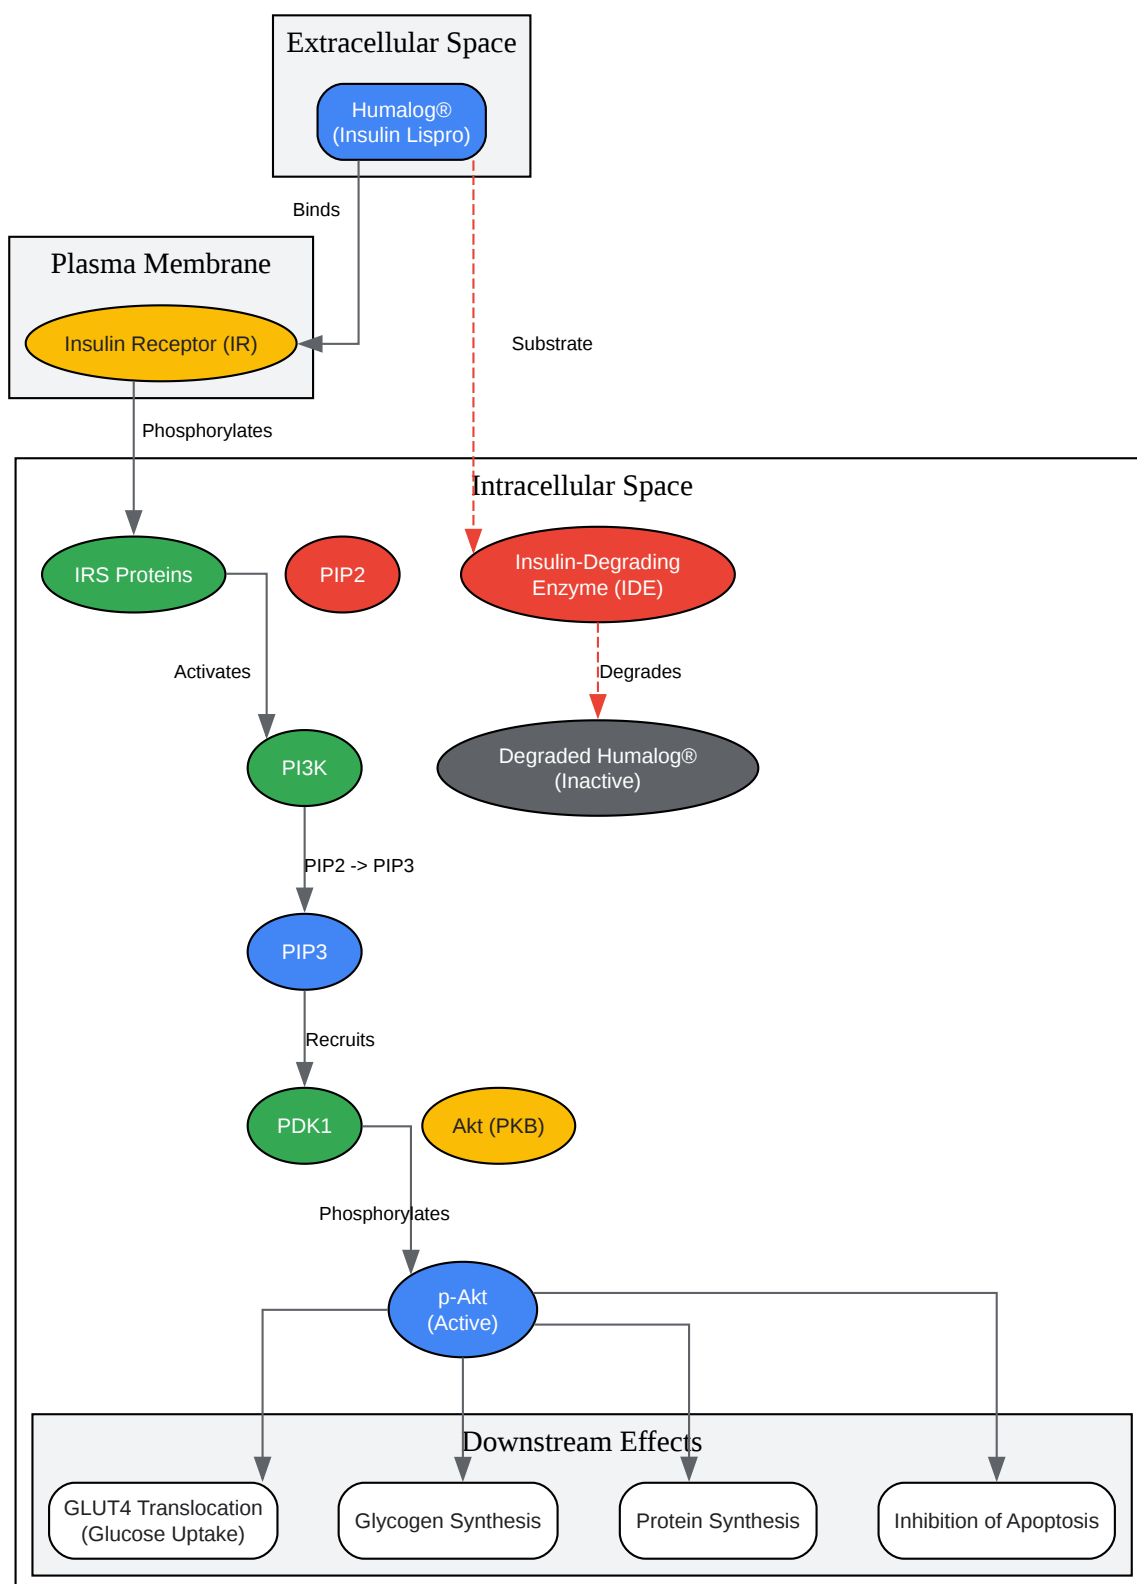 Extracellular Space
Humalog®
(Insulin Lispro)
Binds
Plasma Membrane
Insulin Receptor (IR)
Substrate
Phosphorylates
Intracellular Space
IRS Proteins
PIP2
Insulin-Degrading
Enzyme (IDE)
Activates
Degrades
PI3K
Degraded Humalog®
(Inactive)
PIP2 -> PIP3
PIP3
Recruits
PDK1
Akt (PKB)
Phosphorylates
p-Akt
(Active)
Downstream Effects
GLUT4 Translocation
(Glucose Uptake)
Glycogen Synthesis
Protein Synthesis
Inhibition of Apoptosis